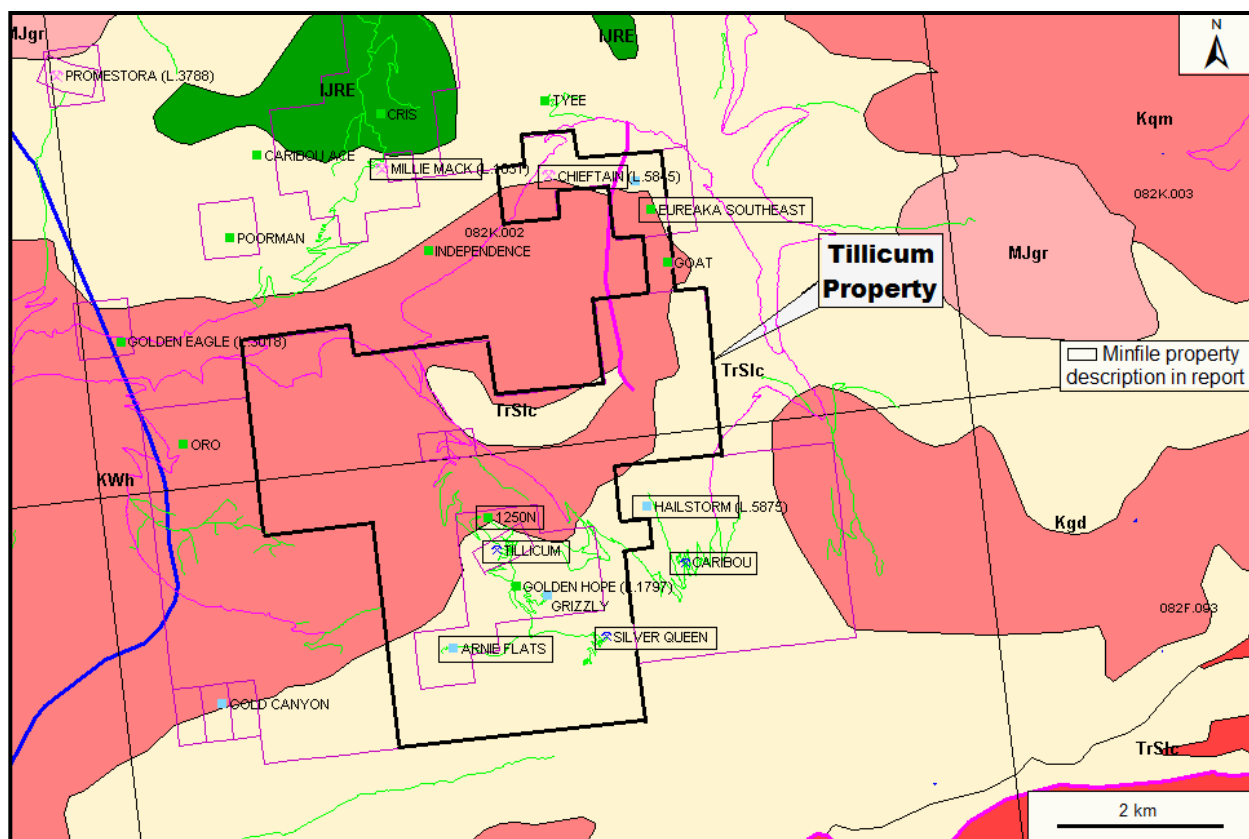 MJgr
IJRE
N
PROMESTORA (L.3788)
IJRE
TYEE
CRIS
Kqm
CARIBOU ACE
MILLIE MACK (L.1631)
CHIEFTAIN (L.5845)
082K.003
EUREAKA SOUTHEAST
POORMAN
082K.002
INDEPENDENCE
GOAT
Tillicum
Property
MJgr
GOLDEN EAGLE (L.3018)
Minfile property
description in report
TrSlc
TrSlc
ORO
KWh
HAILSTORM (L.5875)
1250N
Kgd
TILLICUM
CARIBOU
GOLDEN HOPE (L.1797)
GRIZZLY
082F.093
SILVER QUEEN
ARNIE FLATS
GOLD CANYON
TrSlc
2 km